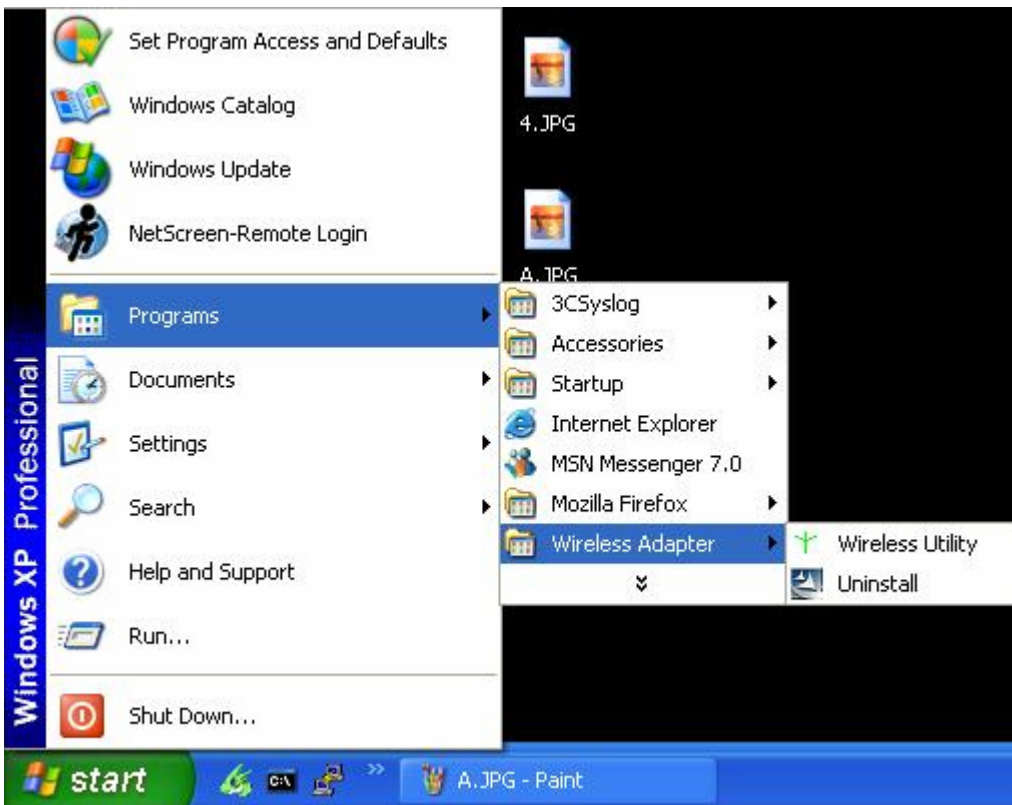 Set Program Access and Defaults
Windows Catalog
Windows Update
NetScreen-Remote Login
Programs
Documents
Settings
Search
Help and Support
Run...
Shut Down...
Windows XP Professional
4.JPG
A.JPG
3CSyslog
Accessories
Startup
Internet Explorer
MSN Messenger 7.0
Mozilla Firefox
Wireless Adapter
Wireless Utility
Uninstall
start
C:\
A.JPG - Paint